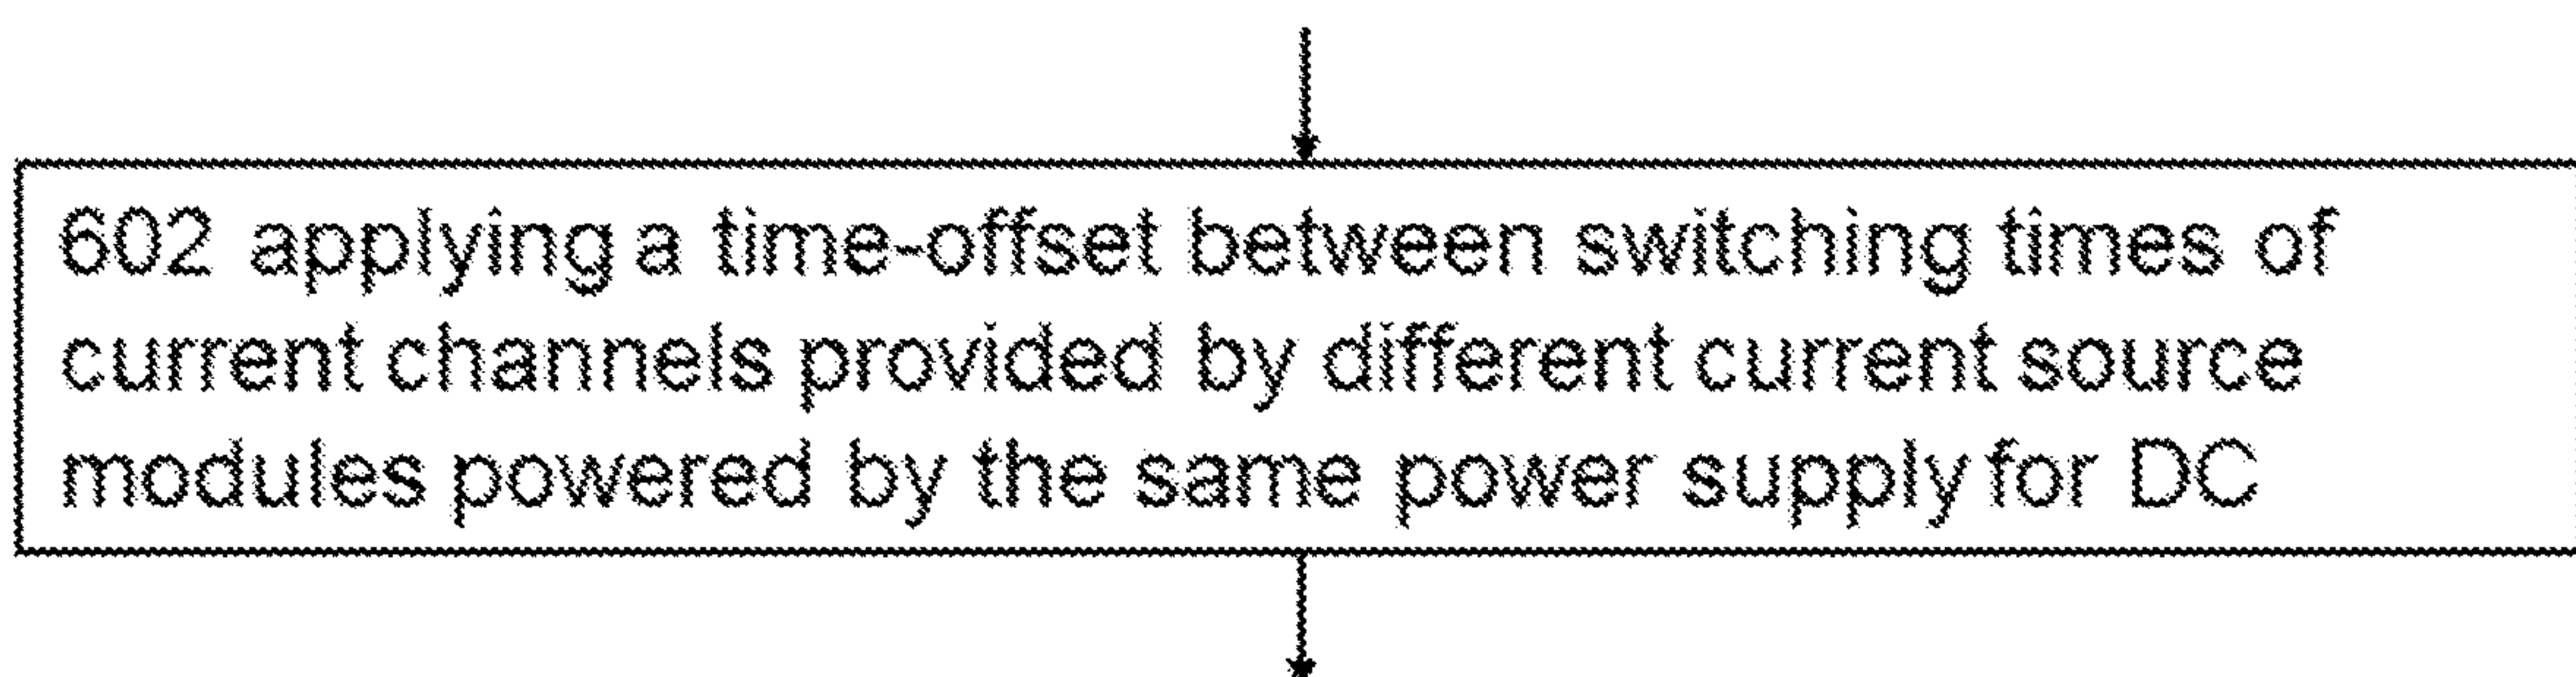 602 applying a time-offset between switching times of
current channels provided by different current source
modules powered by the same power supply for DC